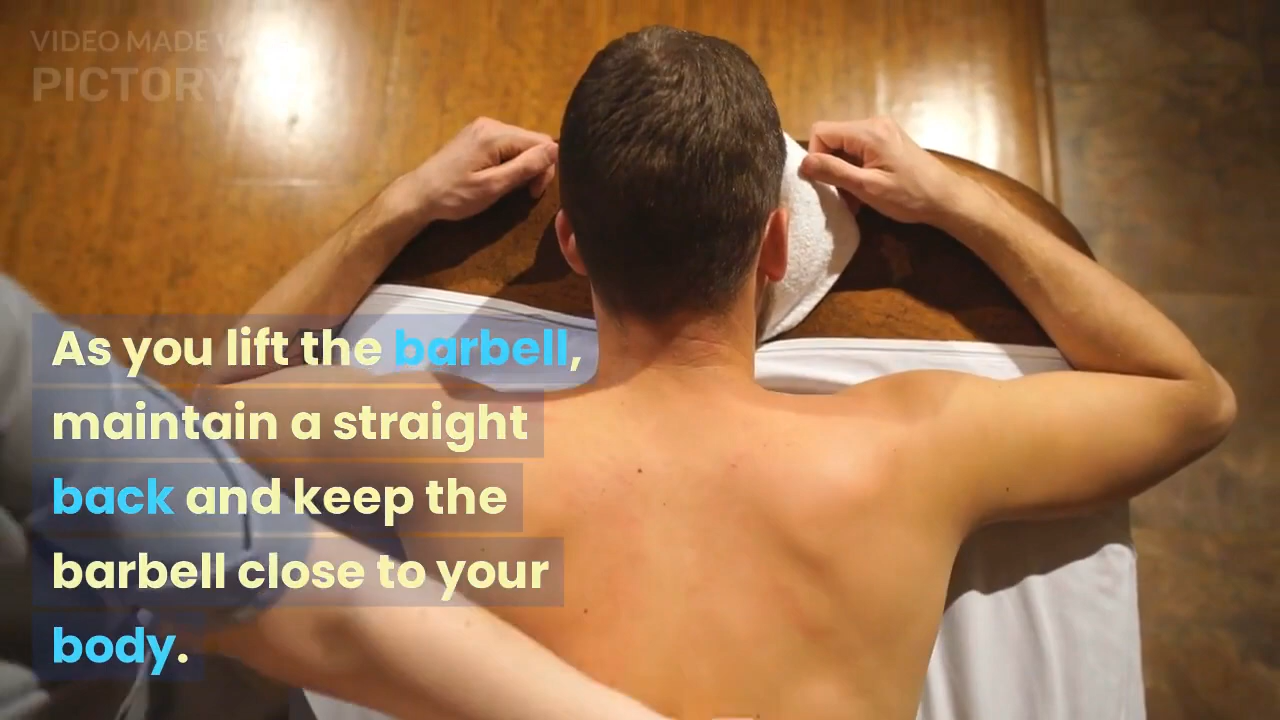 VIDEO MADE
PICTORY
As you lift the barbell,
maintain a straight
back and keep the
barbell close to your
body.